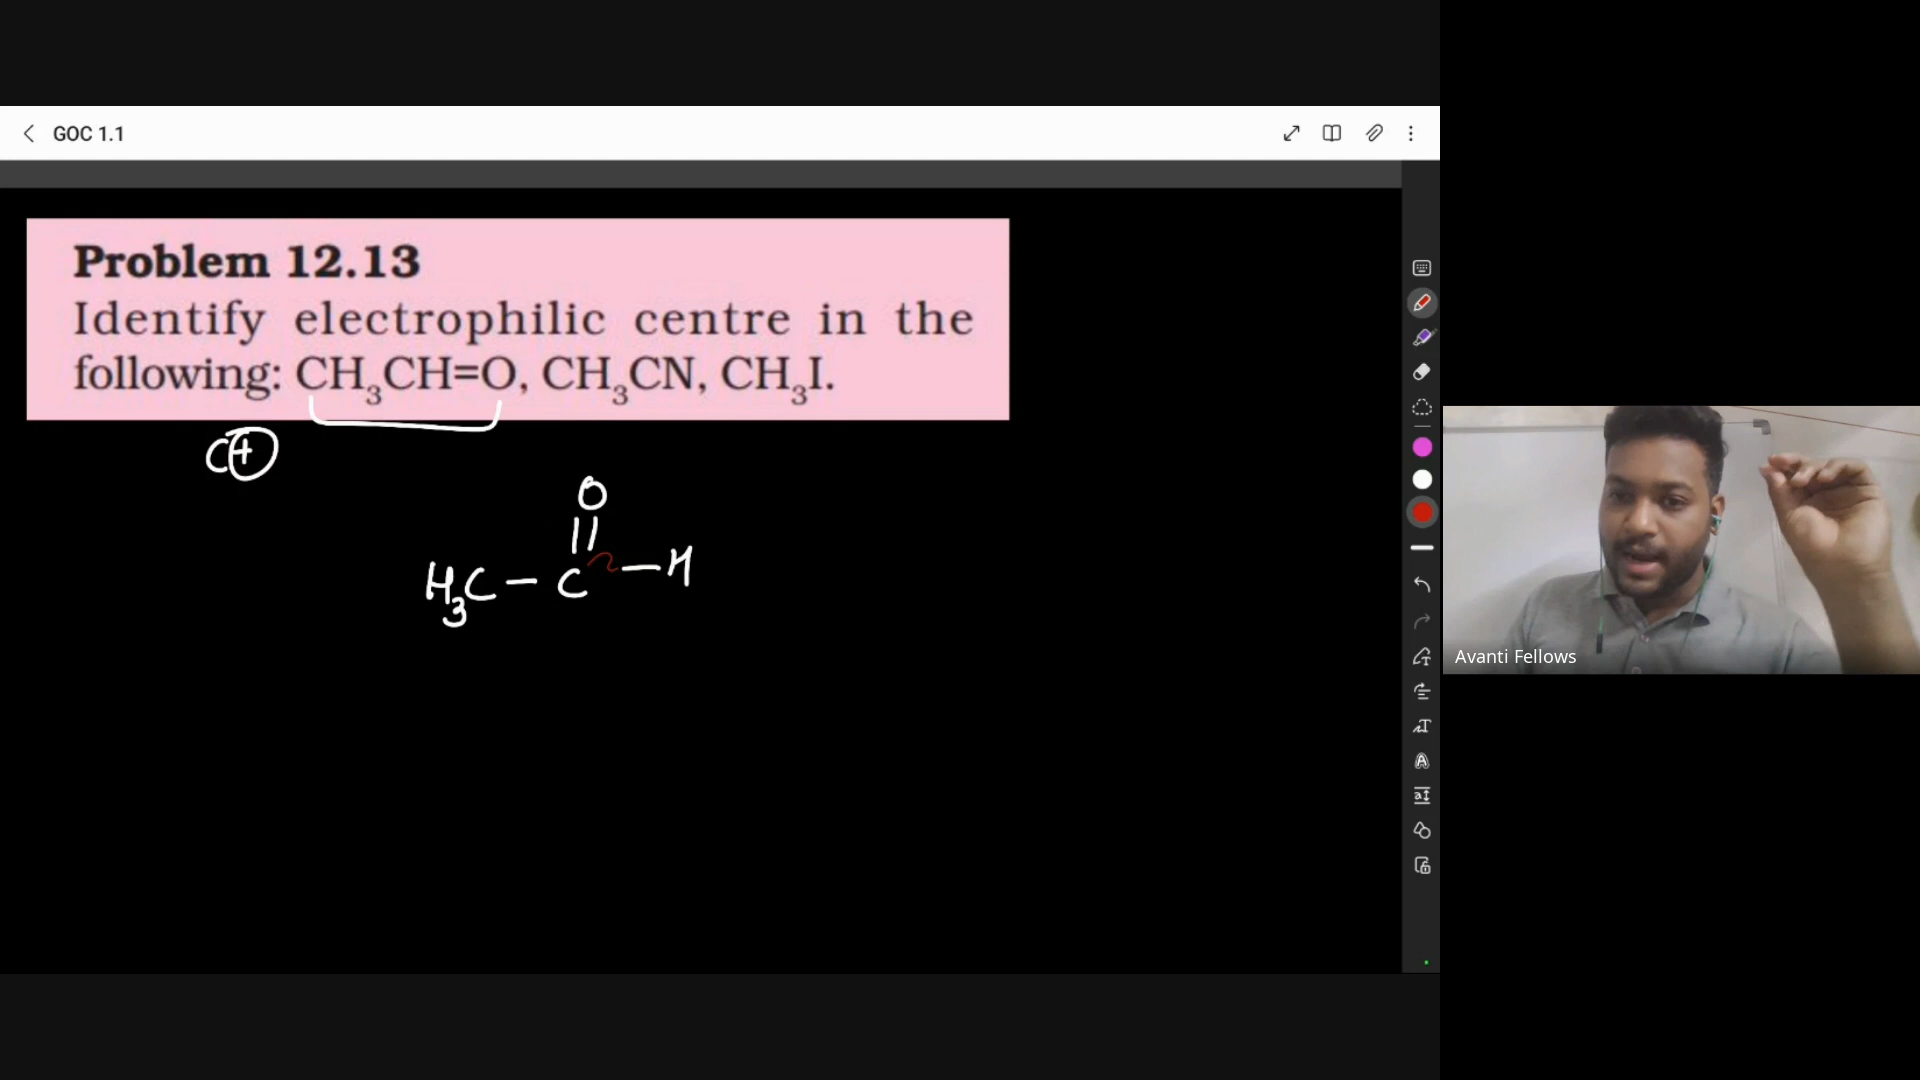 GOC 1.1
Problem 12.13
Identify electrophilic centre in the
following: CH₃CH=O, CH₃CN, CH₃I.
C⊕
O
||
H₃C – C – H
Avanti Fellows